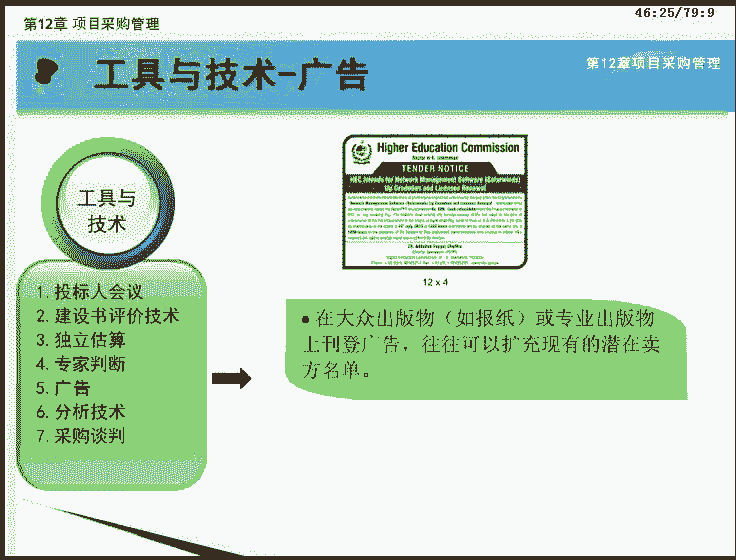 第12章 项目采购管理
46:25/79:9
工具与技术-广告
第12章项目采购管理
工具与
技术
1. 投标人会议
2. 建设书评价技术
3. 独立估算
4. 专家判断
5. 广告
6. 分析技术
7. 采购谈判
Higher Education Commission
TENDER NOTICE
12 x 4
● 在大众出版物（如报纸）或专业出版物
上刊登广告，往往可以扩充现有的潜在卖
方名单。